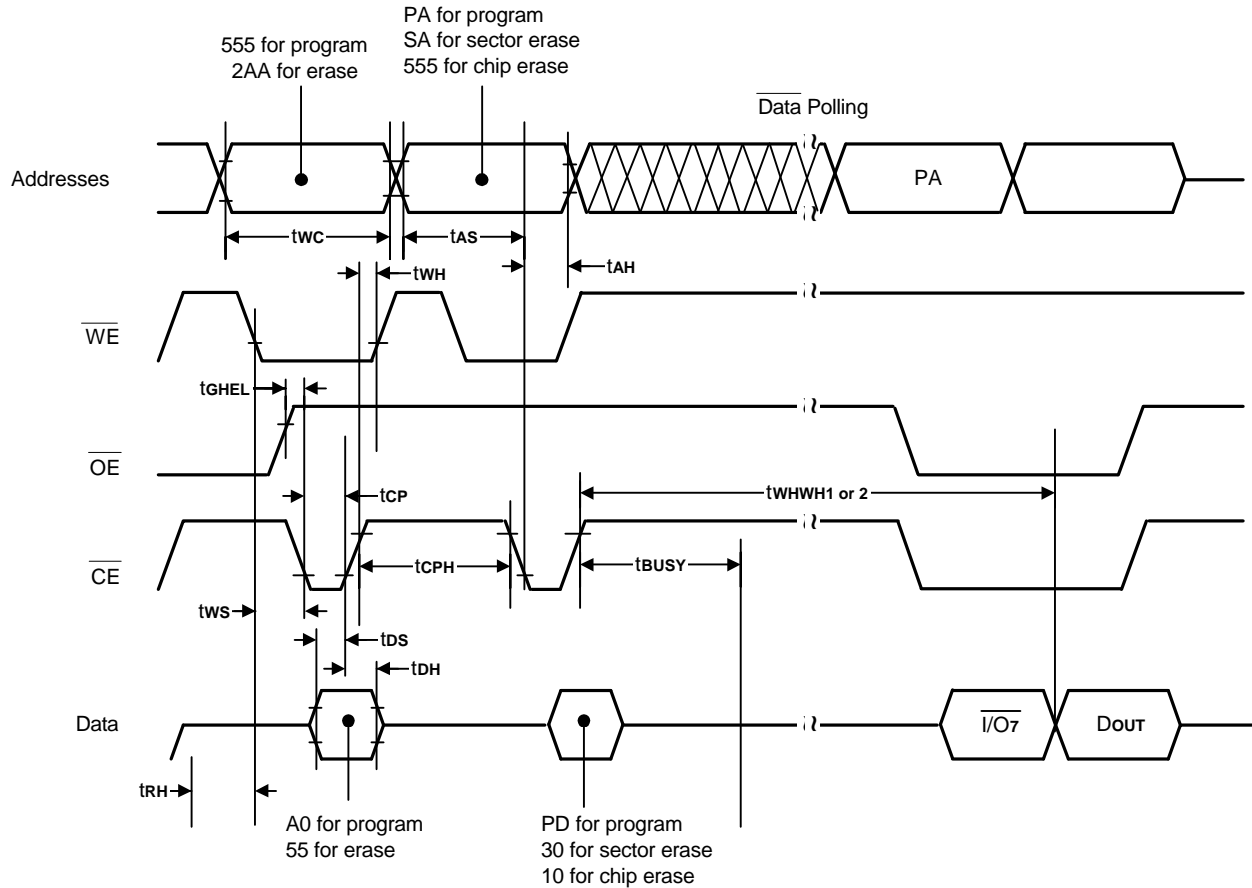 PA for program
SA for sector erase
555 for chip erase
555 for program
2AA for erase
Data Polling
Addresses
PA
tWC
tAS
tWH
tAH
WE
tGHEL
OE
tCP
tWHWH1 or 2
CE
tCPH
tBUSY
tWS
tDS
tDH
Data
I/O7
DOUT
tRH
A0 for program
55 for erase
PD for program
30 for sector erase
10 for chip erase